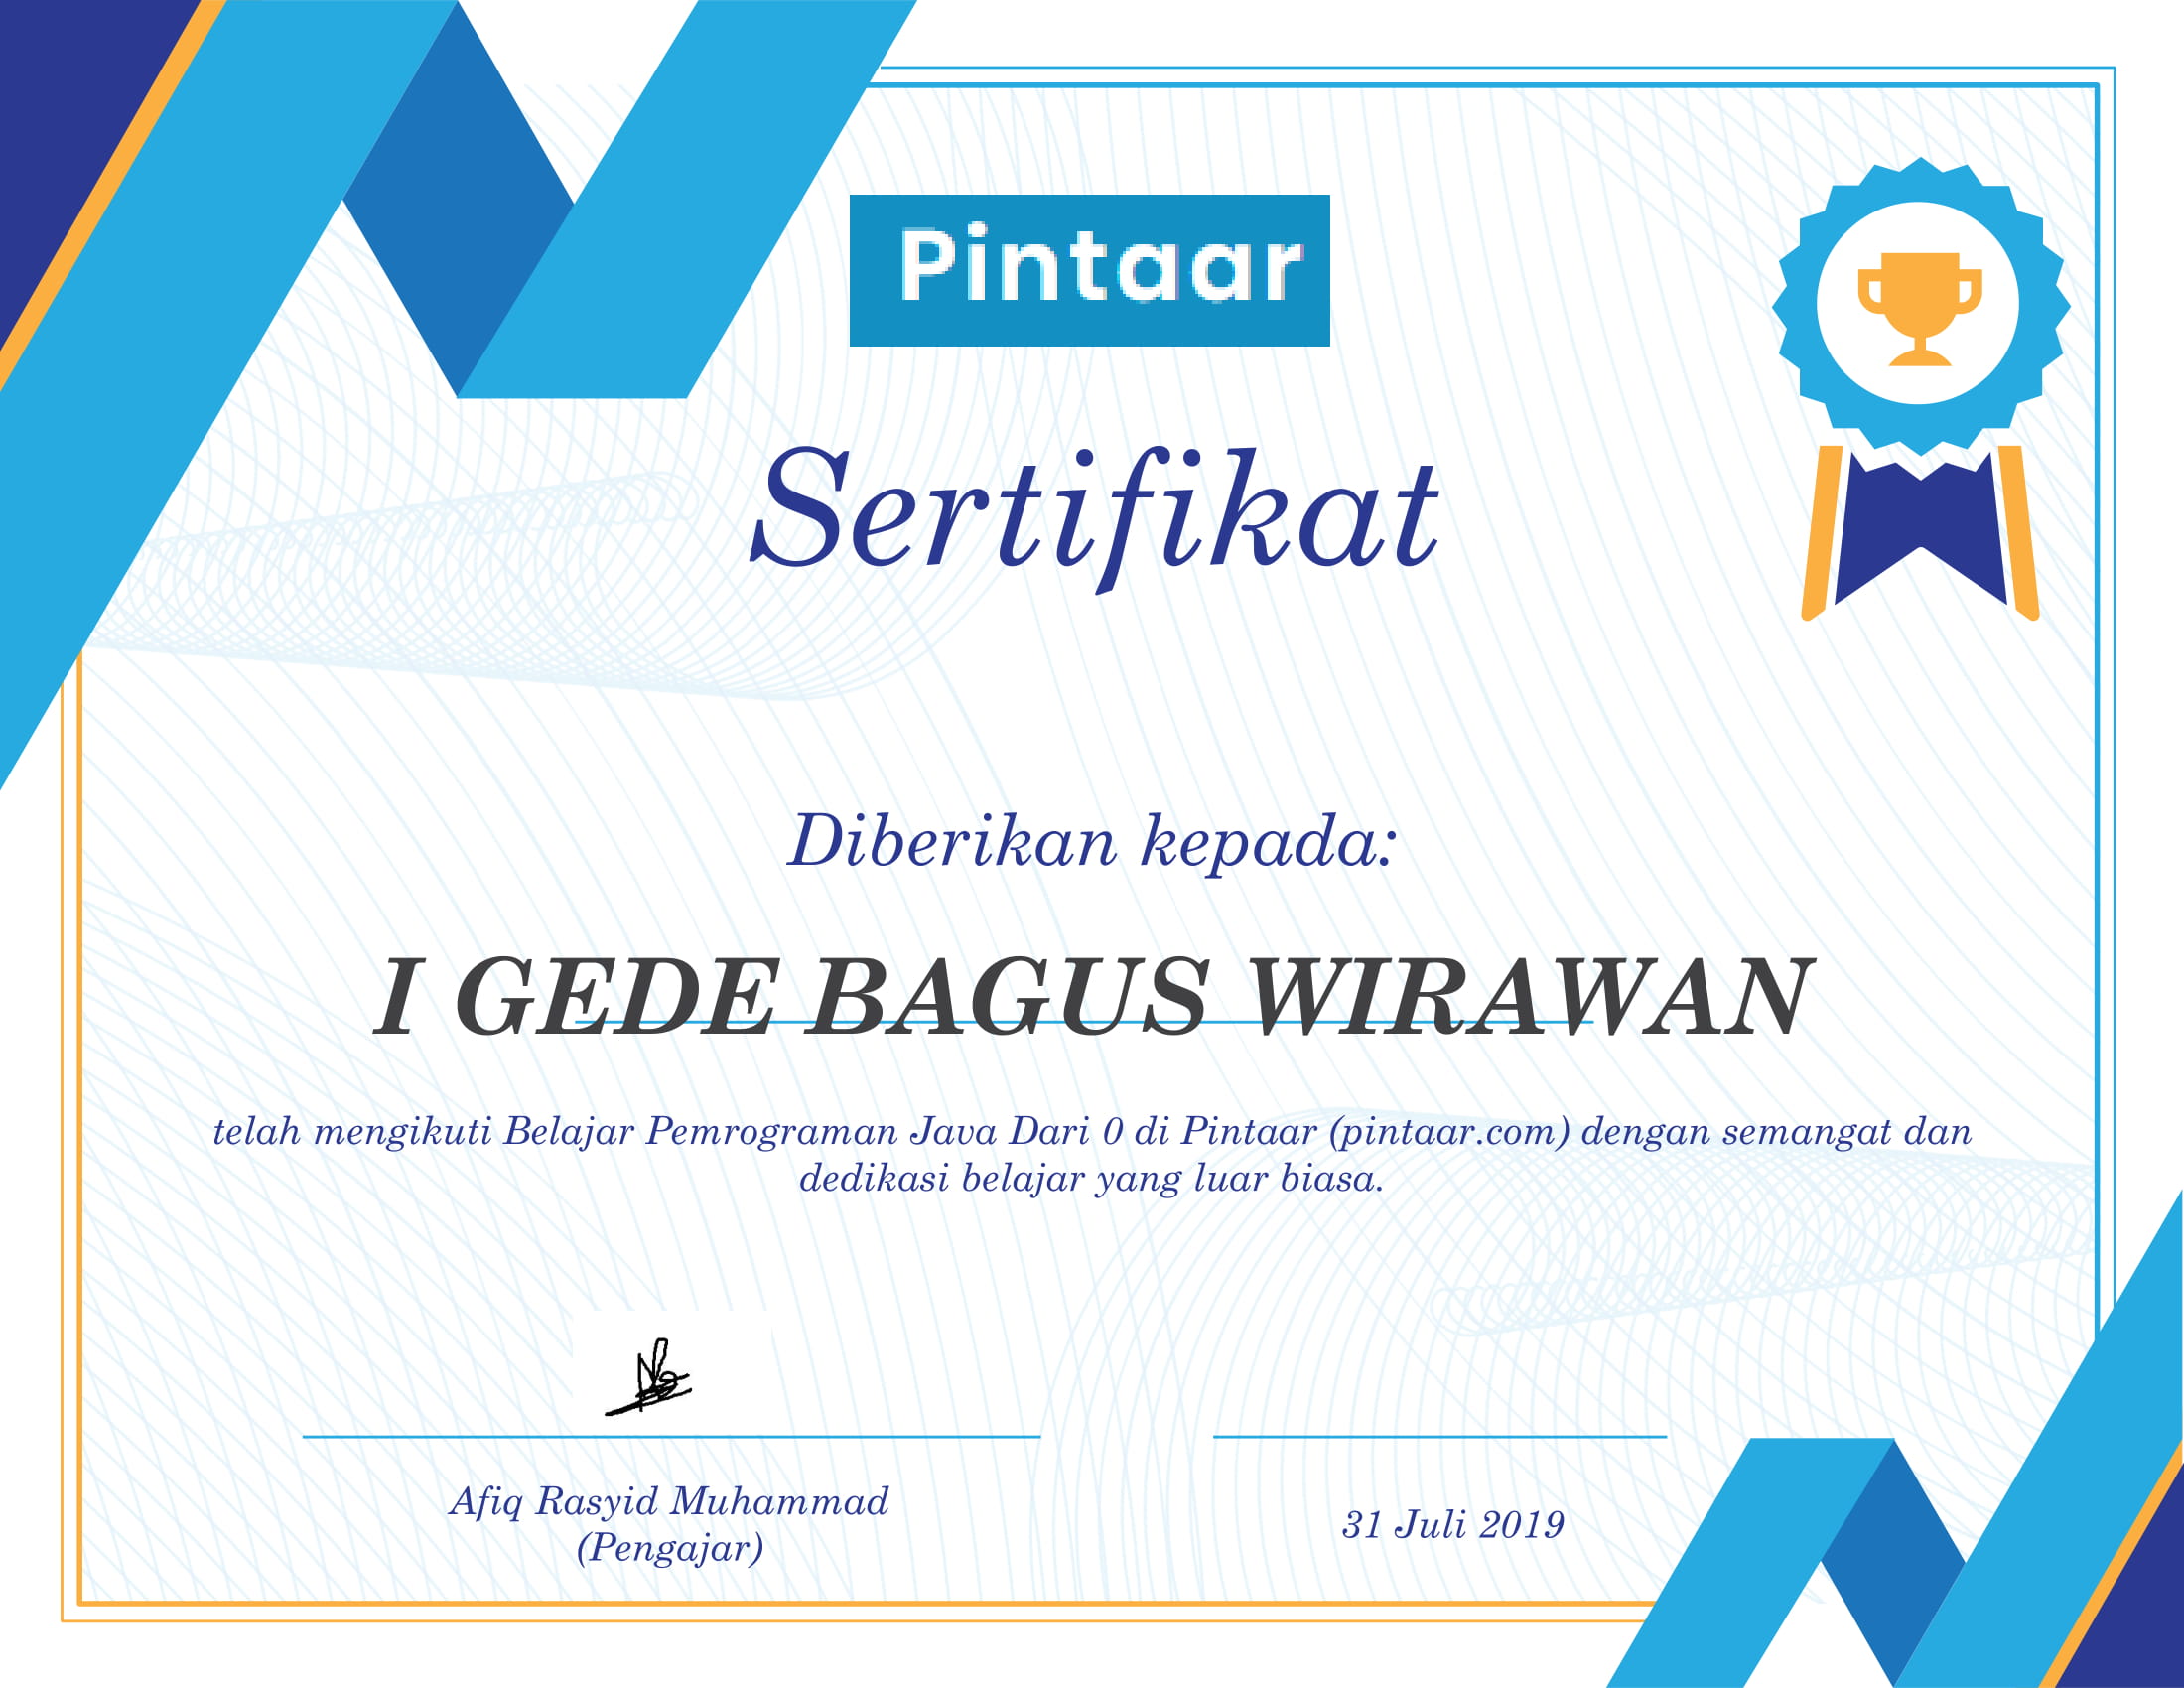 Pintaar
Sertifikat
Diberikan kepada:
I GEDE BAGUS WIRAWAN
telah mengikuti Belajar Pemrograman Java Dari 0 di Pintaar (pintaar.com) dengan semangat dan
dedikasi belajar yang luar biasa.
Afiq Rasyid Muhammad
(Pengajar)
31 Juli 2019